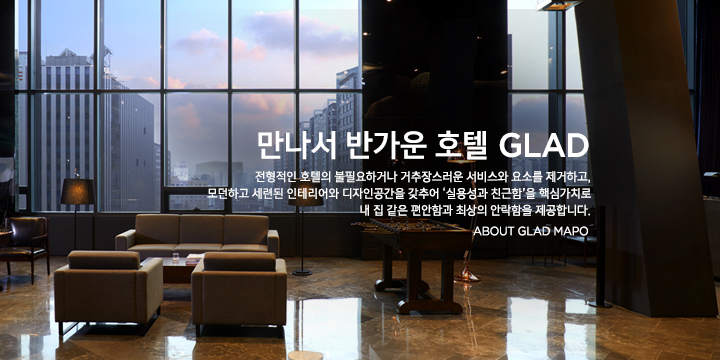 만나서 반가운 호텔 GLAD
전형적인 호텔의 불필요하거나 거추장스러운 서비스와 요소를 제거하고,
모던하고 세련된 인테리어와 디자인공간을 갖추어 '실용성과 친근함'을 핵심가치로
내 집 같은 편안함과 최상의 안락함을 제공합니다.
ABOUT GLAD MAPO